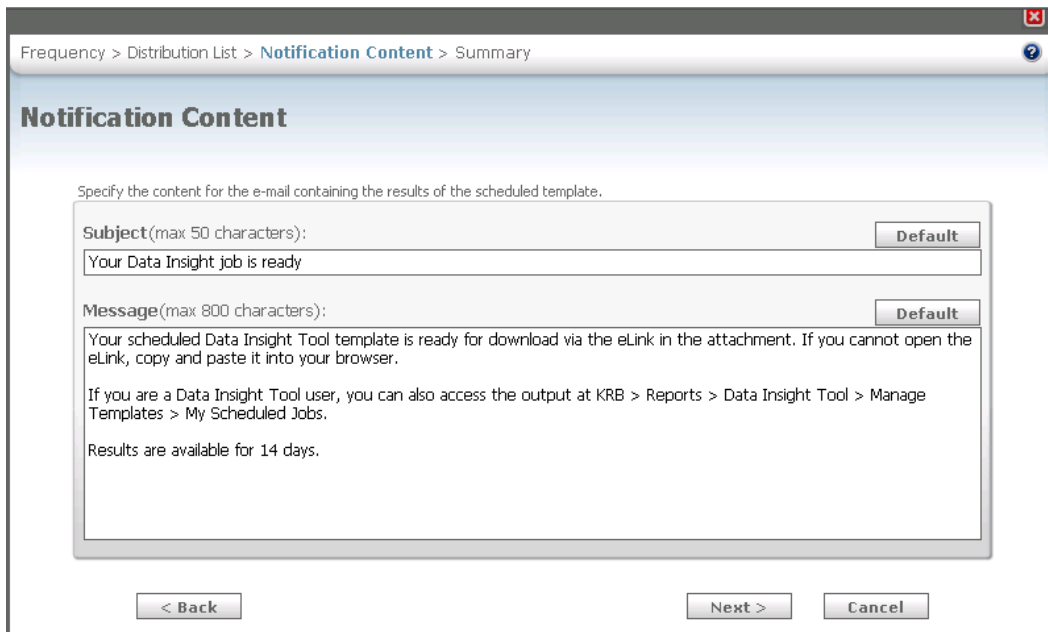 Frequency > Distribution List > Notification Content > Summary
?
Notification Content
Specify the content for the e-mail containing the results of the scheduled template.
Subject(max 50 characters):
Default
Your Data Insight job is ready
Message(max 800 characters):
Default
Your scheduled Data Insight Tool template is ready for download via the eLink in the attachment. If you cannot open the
eLink, copy and paste it into your browser.
If you are a Data Insight Tool user, you can also access the output at KRB > Reports > Data Insight Tool > Manage
Templates > My Scheduled Jobs.
Results are available for 14 days.
< Back
Next >
Cancel